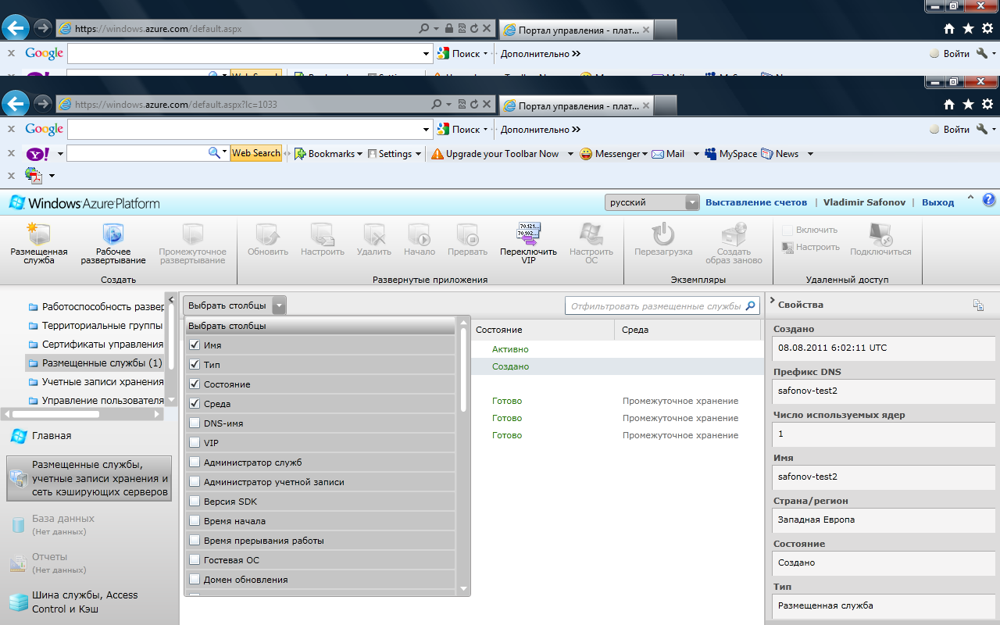 https://windows.azure.com/default.aspx
Портал управления - плат...
x Google Поиск Дополнительно Войти
Web Search
https://windows.azure.com/default.aspx?lc=1033
Портал управления - плат...
x Google Поиск Дополнительно Войти
x Y! Web Search Bookmarks Settings Upgrade your Toolbar Now Messenger Mail MySpace News
x
Windows Azure Platform
русский Выставление счетов | Vladimir Safonov | Выход
Размещенная служба
Рабочее развертывание
Промежуточное развертывание
Создать
Обновить
Настроить
Удалить
Начало
Прервать
Переключить VIP
Настроить ОС
Развернутые приложения
Перезагрузка
Создать образ заново
Экземпляры
Включить
Настроить
Подключиться
Удаленный доступ
Работоспособность развер
Территориальные группы
Сертификаты управления
Размещенные службы (1)
Учетные записи хранения
Управление пользователя
Главная
Размещенные службы,
учетные записи хранения и
сеть кэширующих серверов
База данных
(Нет данных)
Отчеты
(Нет данных)
Шина службы, Access
Control и Кэш
Выбрать столбцы
Отфильтровать размещенные службы
Выбрать столбцы
Имя
Тип
Состояние
Среда
DNS-имя
VIP
Администратор служб
Администратор учетной записи
Версия SDK
Время начала
Время прерывания работы
Гостевая ОС
Домен обновления
Состояние Среда
Активно
Создано
Готово Промежуточное хранение
Готово Промежуточное хранение
Готово Промежуточное хранение
Свойства
Создано
08.08.2011 6:02:11 UTC
Префикс DNS
safonov-test2
Число используемых ядер
1
Имя
safonov-test2
Страна/регион
Западная Европа
Состояние
Создано
Тип
Размещенная служба